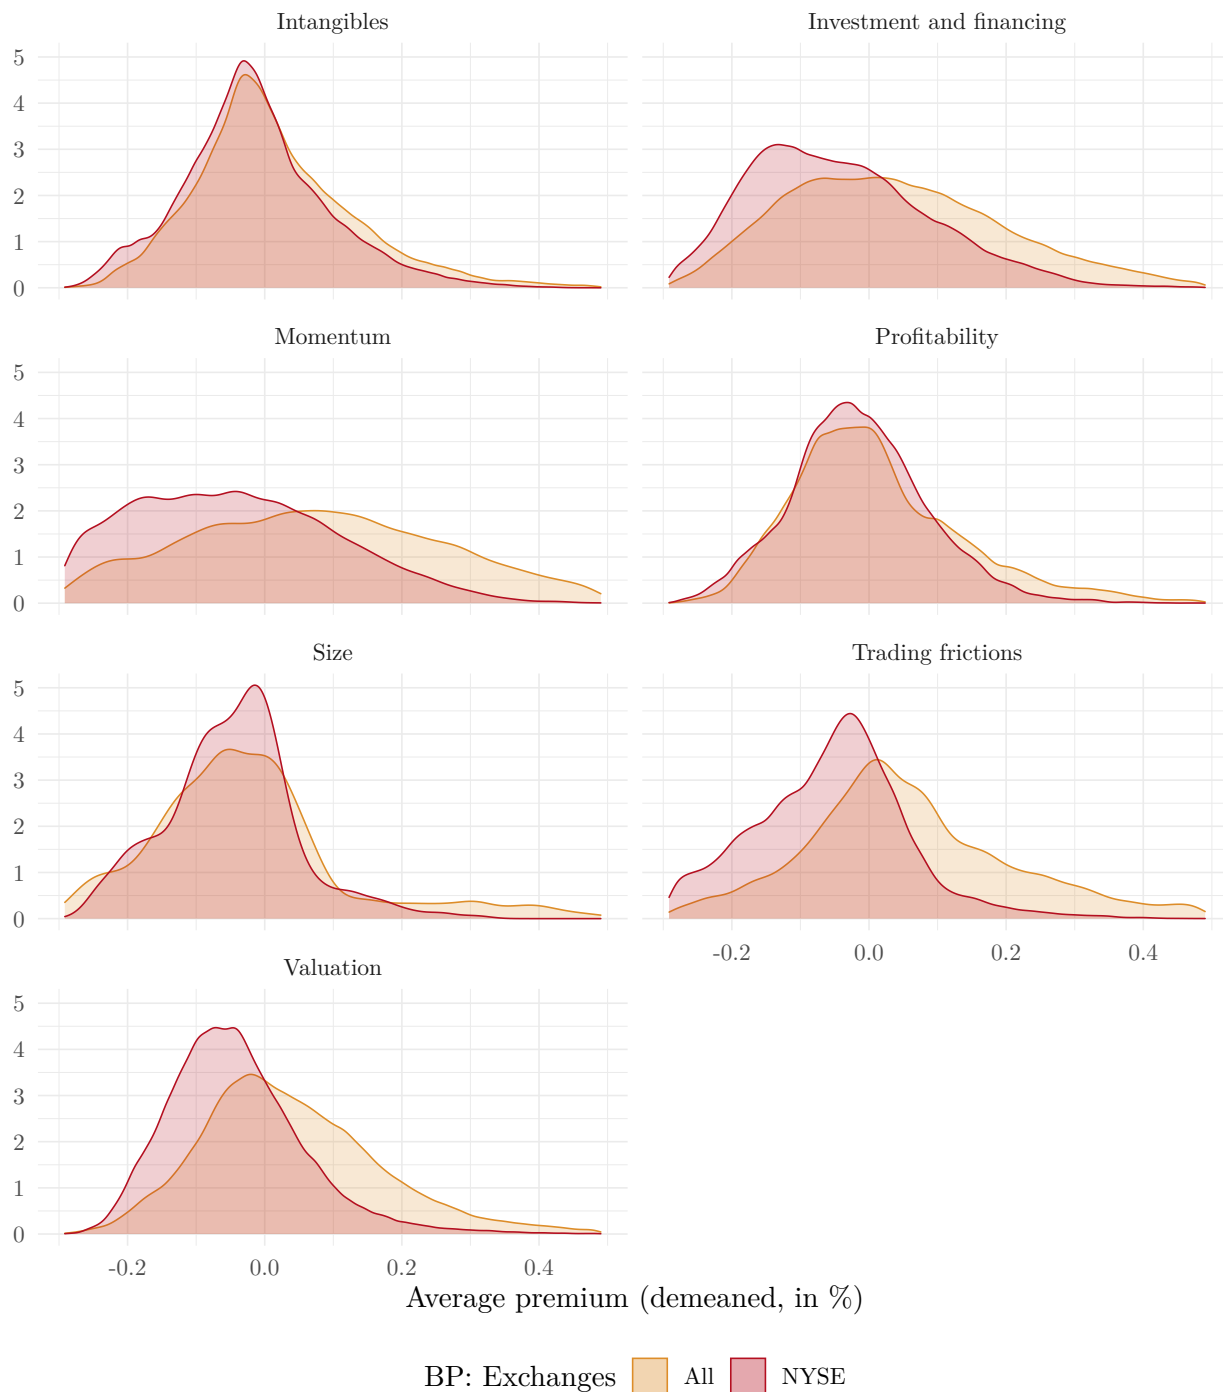 Intangibles
Investment and financing
5
4
3
2
1
0
Momentum
Profitability
5
4
3
2
1
0
Size
Trading frictions
5
4
3
2
1
0
-0.2 0.0 0.2 0.4
Valuation
5
4
3
2
1
0
-0.2 0.0 0.2 0.4
Average premium (demeaned, in %)
BP: Exchanges All NYSE